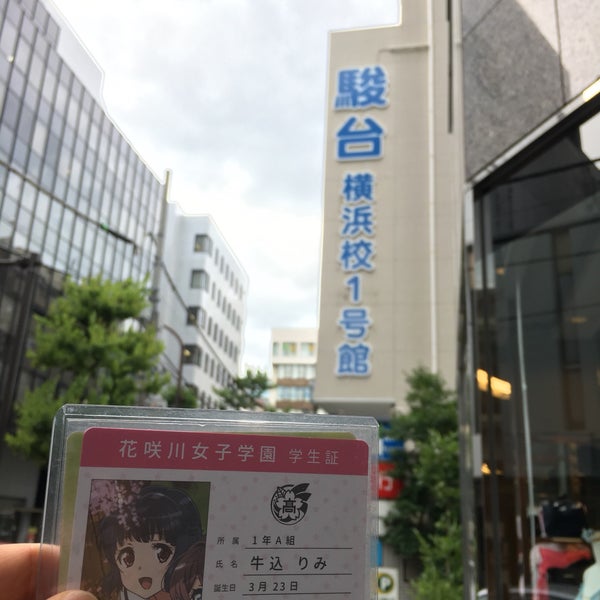 駿台
横浜校1号館
花咲川女子学園 学生証
高
所属 1年A組
氏名 牛込 りみ
誕生日 3月23日
P